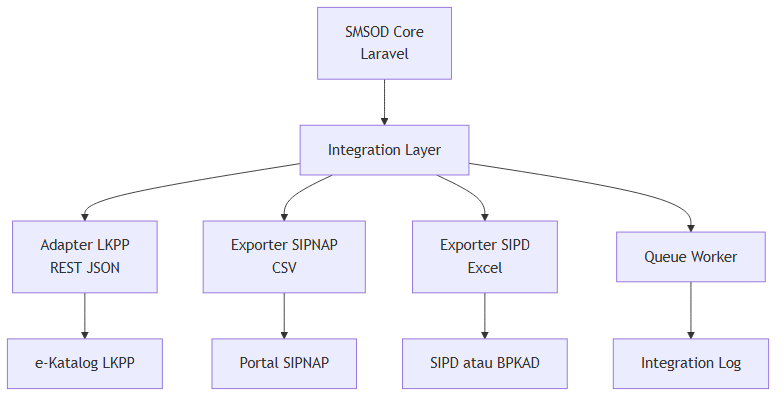 SMSOD Core
Laravel
Integration Layer
Adapter LKPP
REST JSON
Exporter SIPNAP
CSV
Exporter SIPD
Excel
Queue Worker
e-Katalog LKPP
Portal SIPNAP
SIPD atau BPKAD
Integration Log